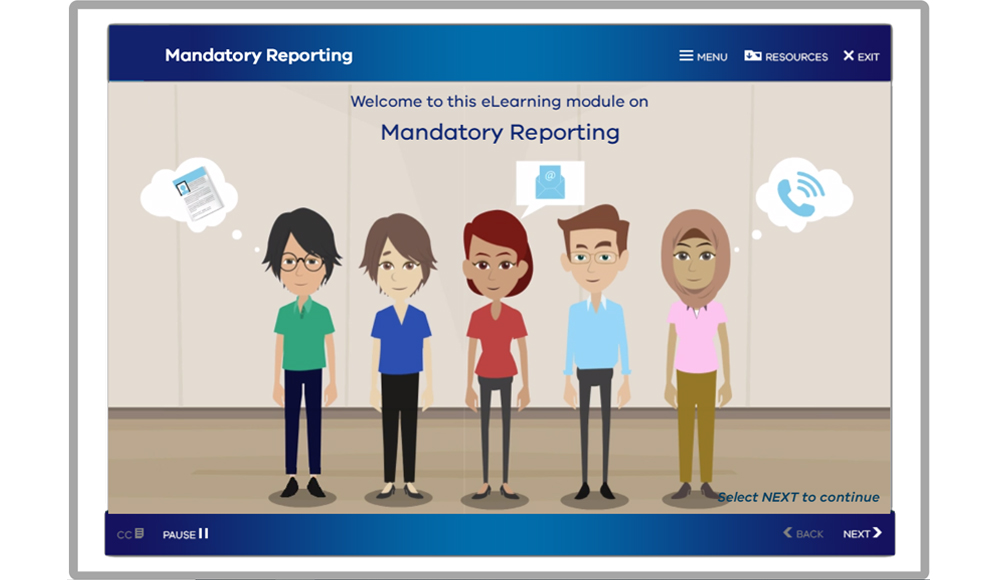 Mandatory Reporting
MENU
RESOURCES
EXIT
Welcome to this eLearning module on
Mandatory Reporting
@
Select NEXT to continue
CC
PAUSE
BACK
NEXT